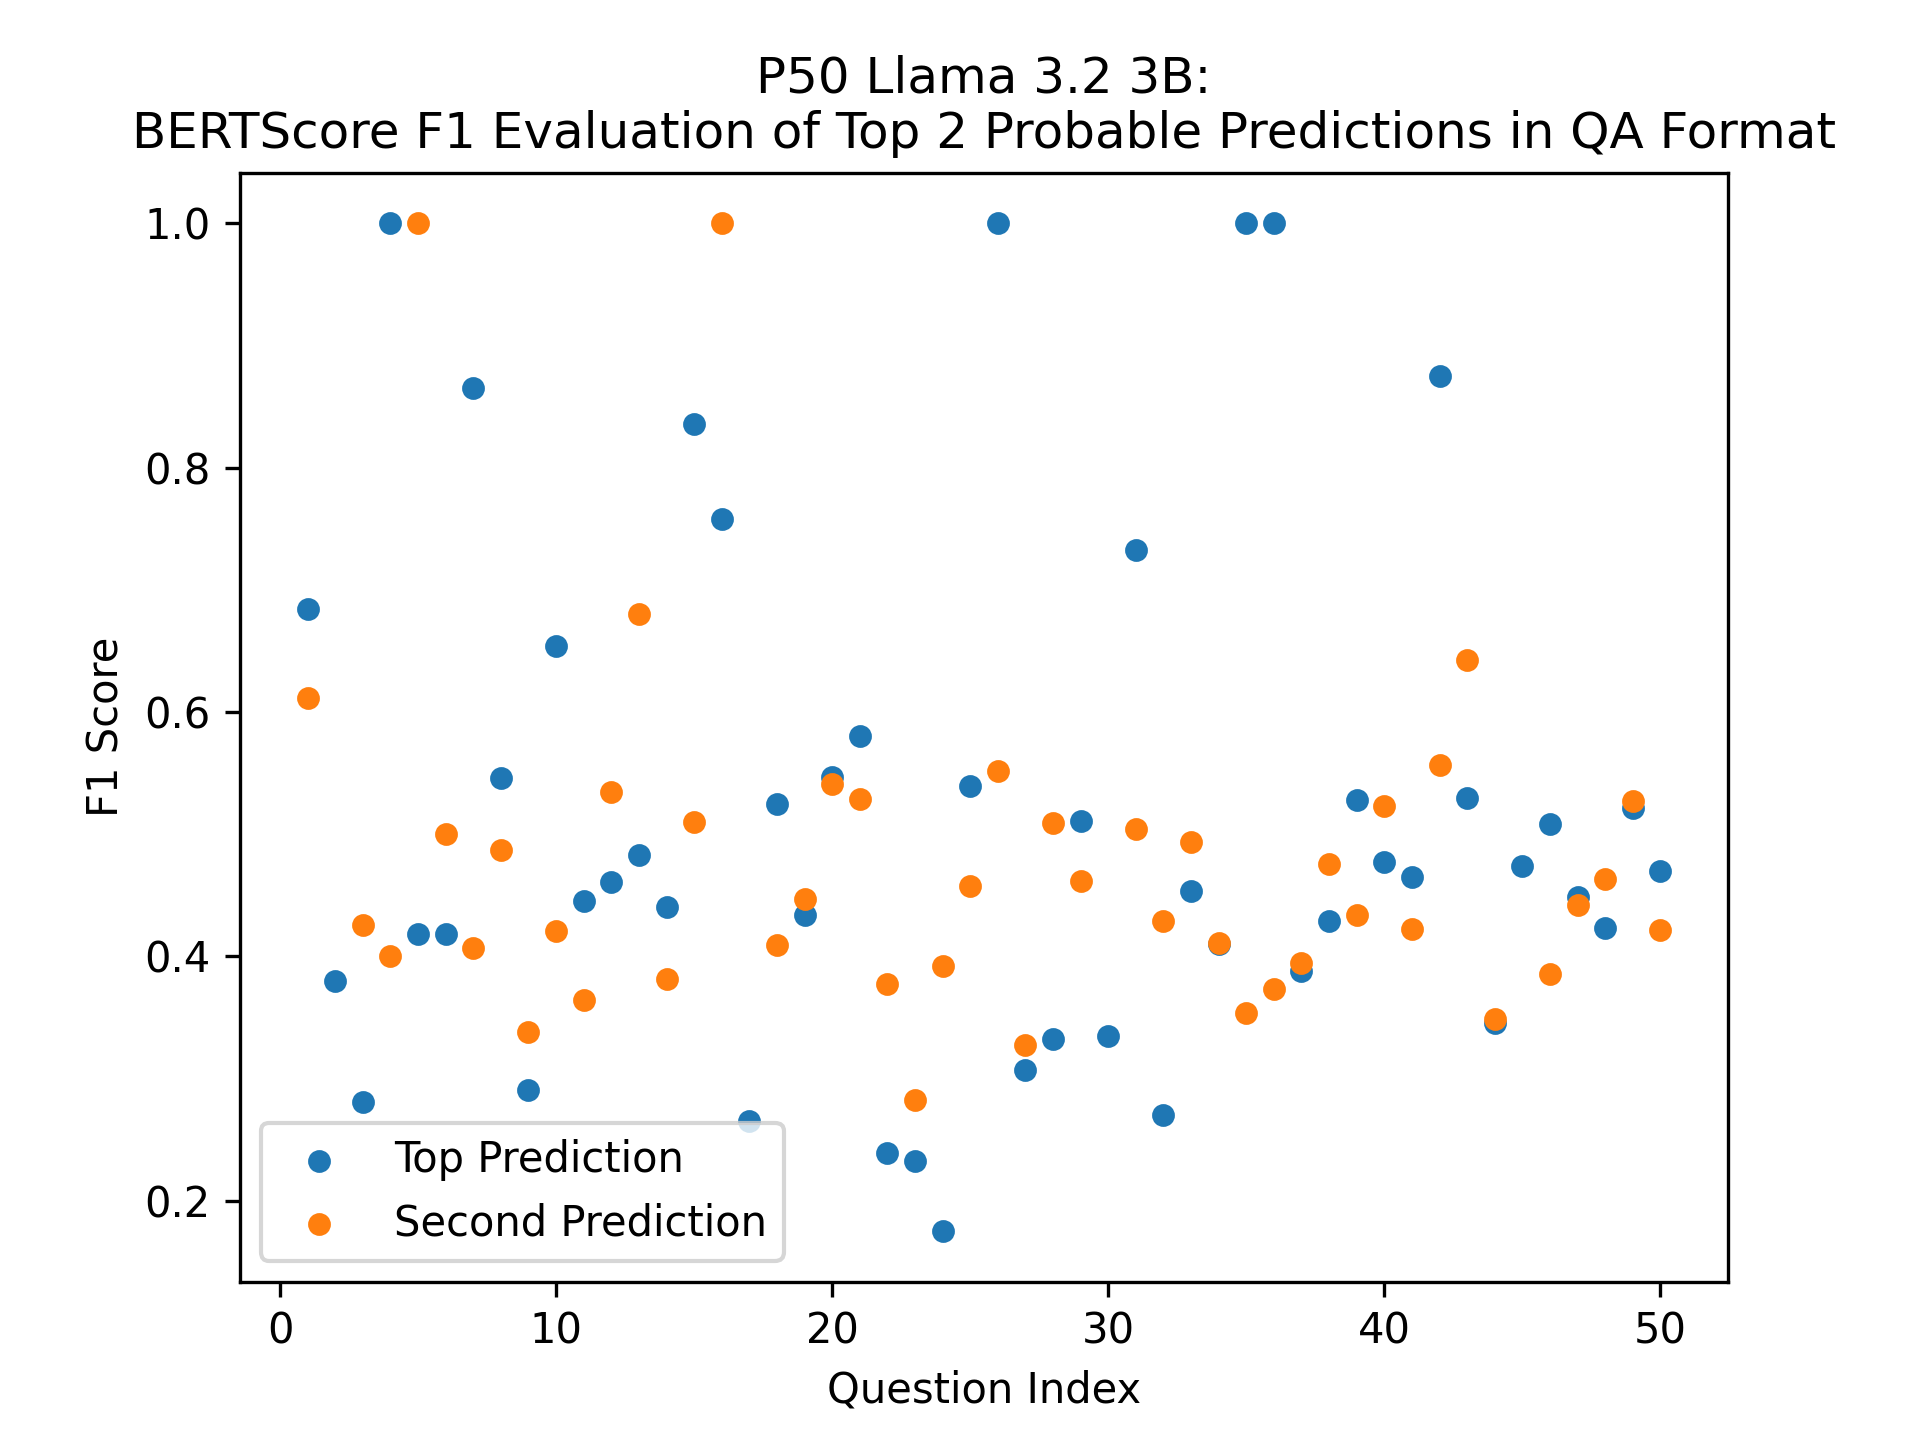 P50 Llama 3.2 3B:
BERTScore F1 Evaluation of Top 2 Probable Predictions in QA Format
1.0
0.8
0.6
0.4
0.2
F1 Score
Top Prediction
Second Prediction
0 10 20 30 40 50
Question Index